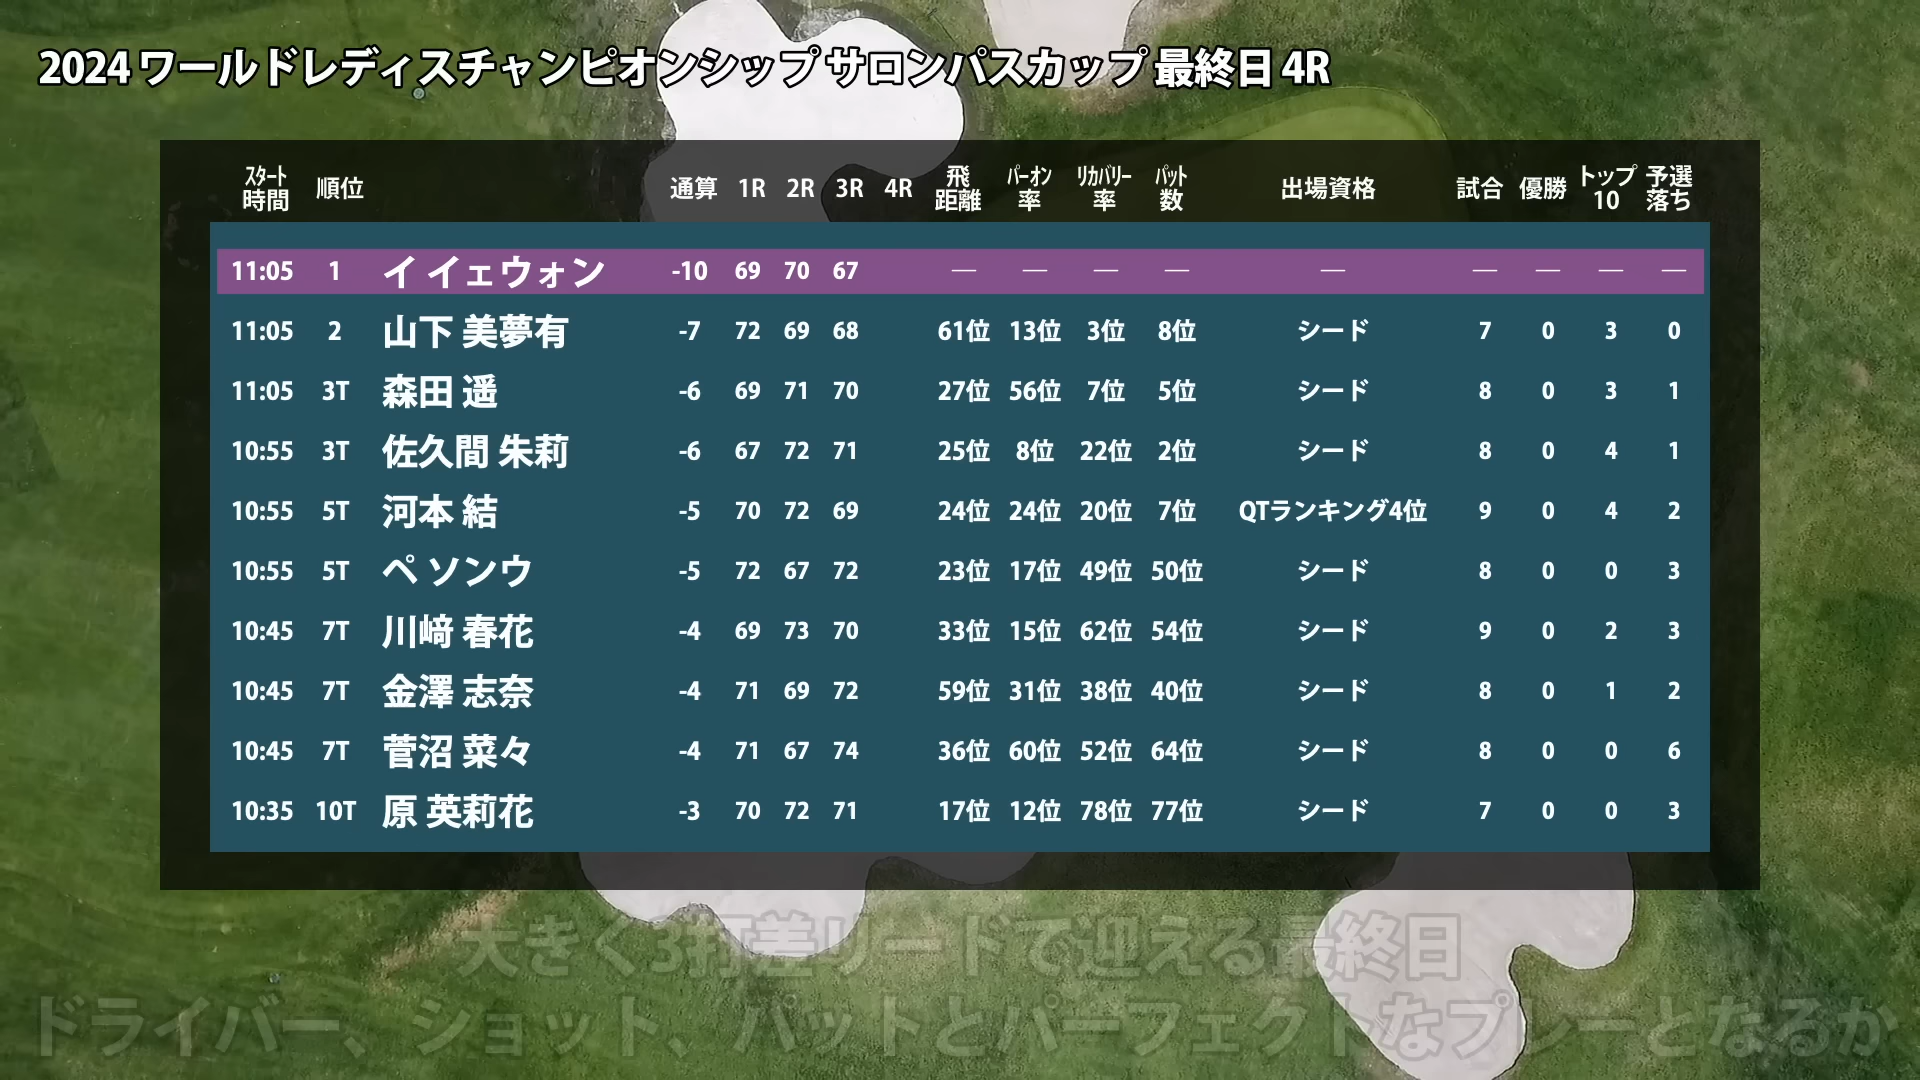 2024 ワールドレディスチャンピオンシップ サロンパスカップ 最終日 4R
ｽﾀｰﾄ時間 順位 通算 1R 2R 3R 4R 飛距離 ﾊﾟｰｵﾝ率 ﾘｶﾊﾞﾘｰ率 ﾊﾟｯﾄ数 出場資格 試合 優勝 トップ10 予選落ち
11:05 1 イ イェウォン -10 69 70 67 — — — — — — — — —
11:05 2 山下 美夢有 -7 72 69 68 61位 13位 3位 8位 シード 7 0 3 0
11:05 3T 森田 遥 -6 69 71 70 27位 56位 7位 5位 シード 8 0 3 1
10:55 3T 佐久間 朱莉 -6 67 72 71 25位 8位 22位 2位 シード 8 0 4 1
10:55 5T 河本 結 -5 70 72 69 24位 24位 20位 7位 QTランキング4位 9 0 4 2
10:55 5T ペ ソンウ -5 72 67 72 23位 17位 49位 50位 シード 8 0 0 3
10:45 7T 川﨑 春花 -4 69 73 70 33位 15位 62位 54位 シード 9 0 2 3
10:45 7T 金澤 志奈 -4 71 69 72 59位 31位 38位 40位 シード 8 0 1 2
10:45 7T 菅沼 菜々 -4 71 67 74 36位 60位 52位 64位 シード 8 0 0 6
10:35 10T 原 英莉花 -3 70 72 71 17位 12位 78位 77位 シード 7 0 0 3
大きく3打差リードで迎える最終日
ドライバー、ショット、パットとパーフェクトなプレーとなるか